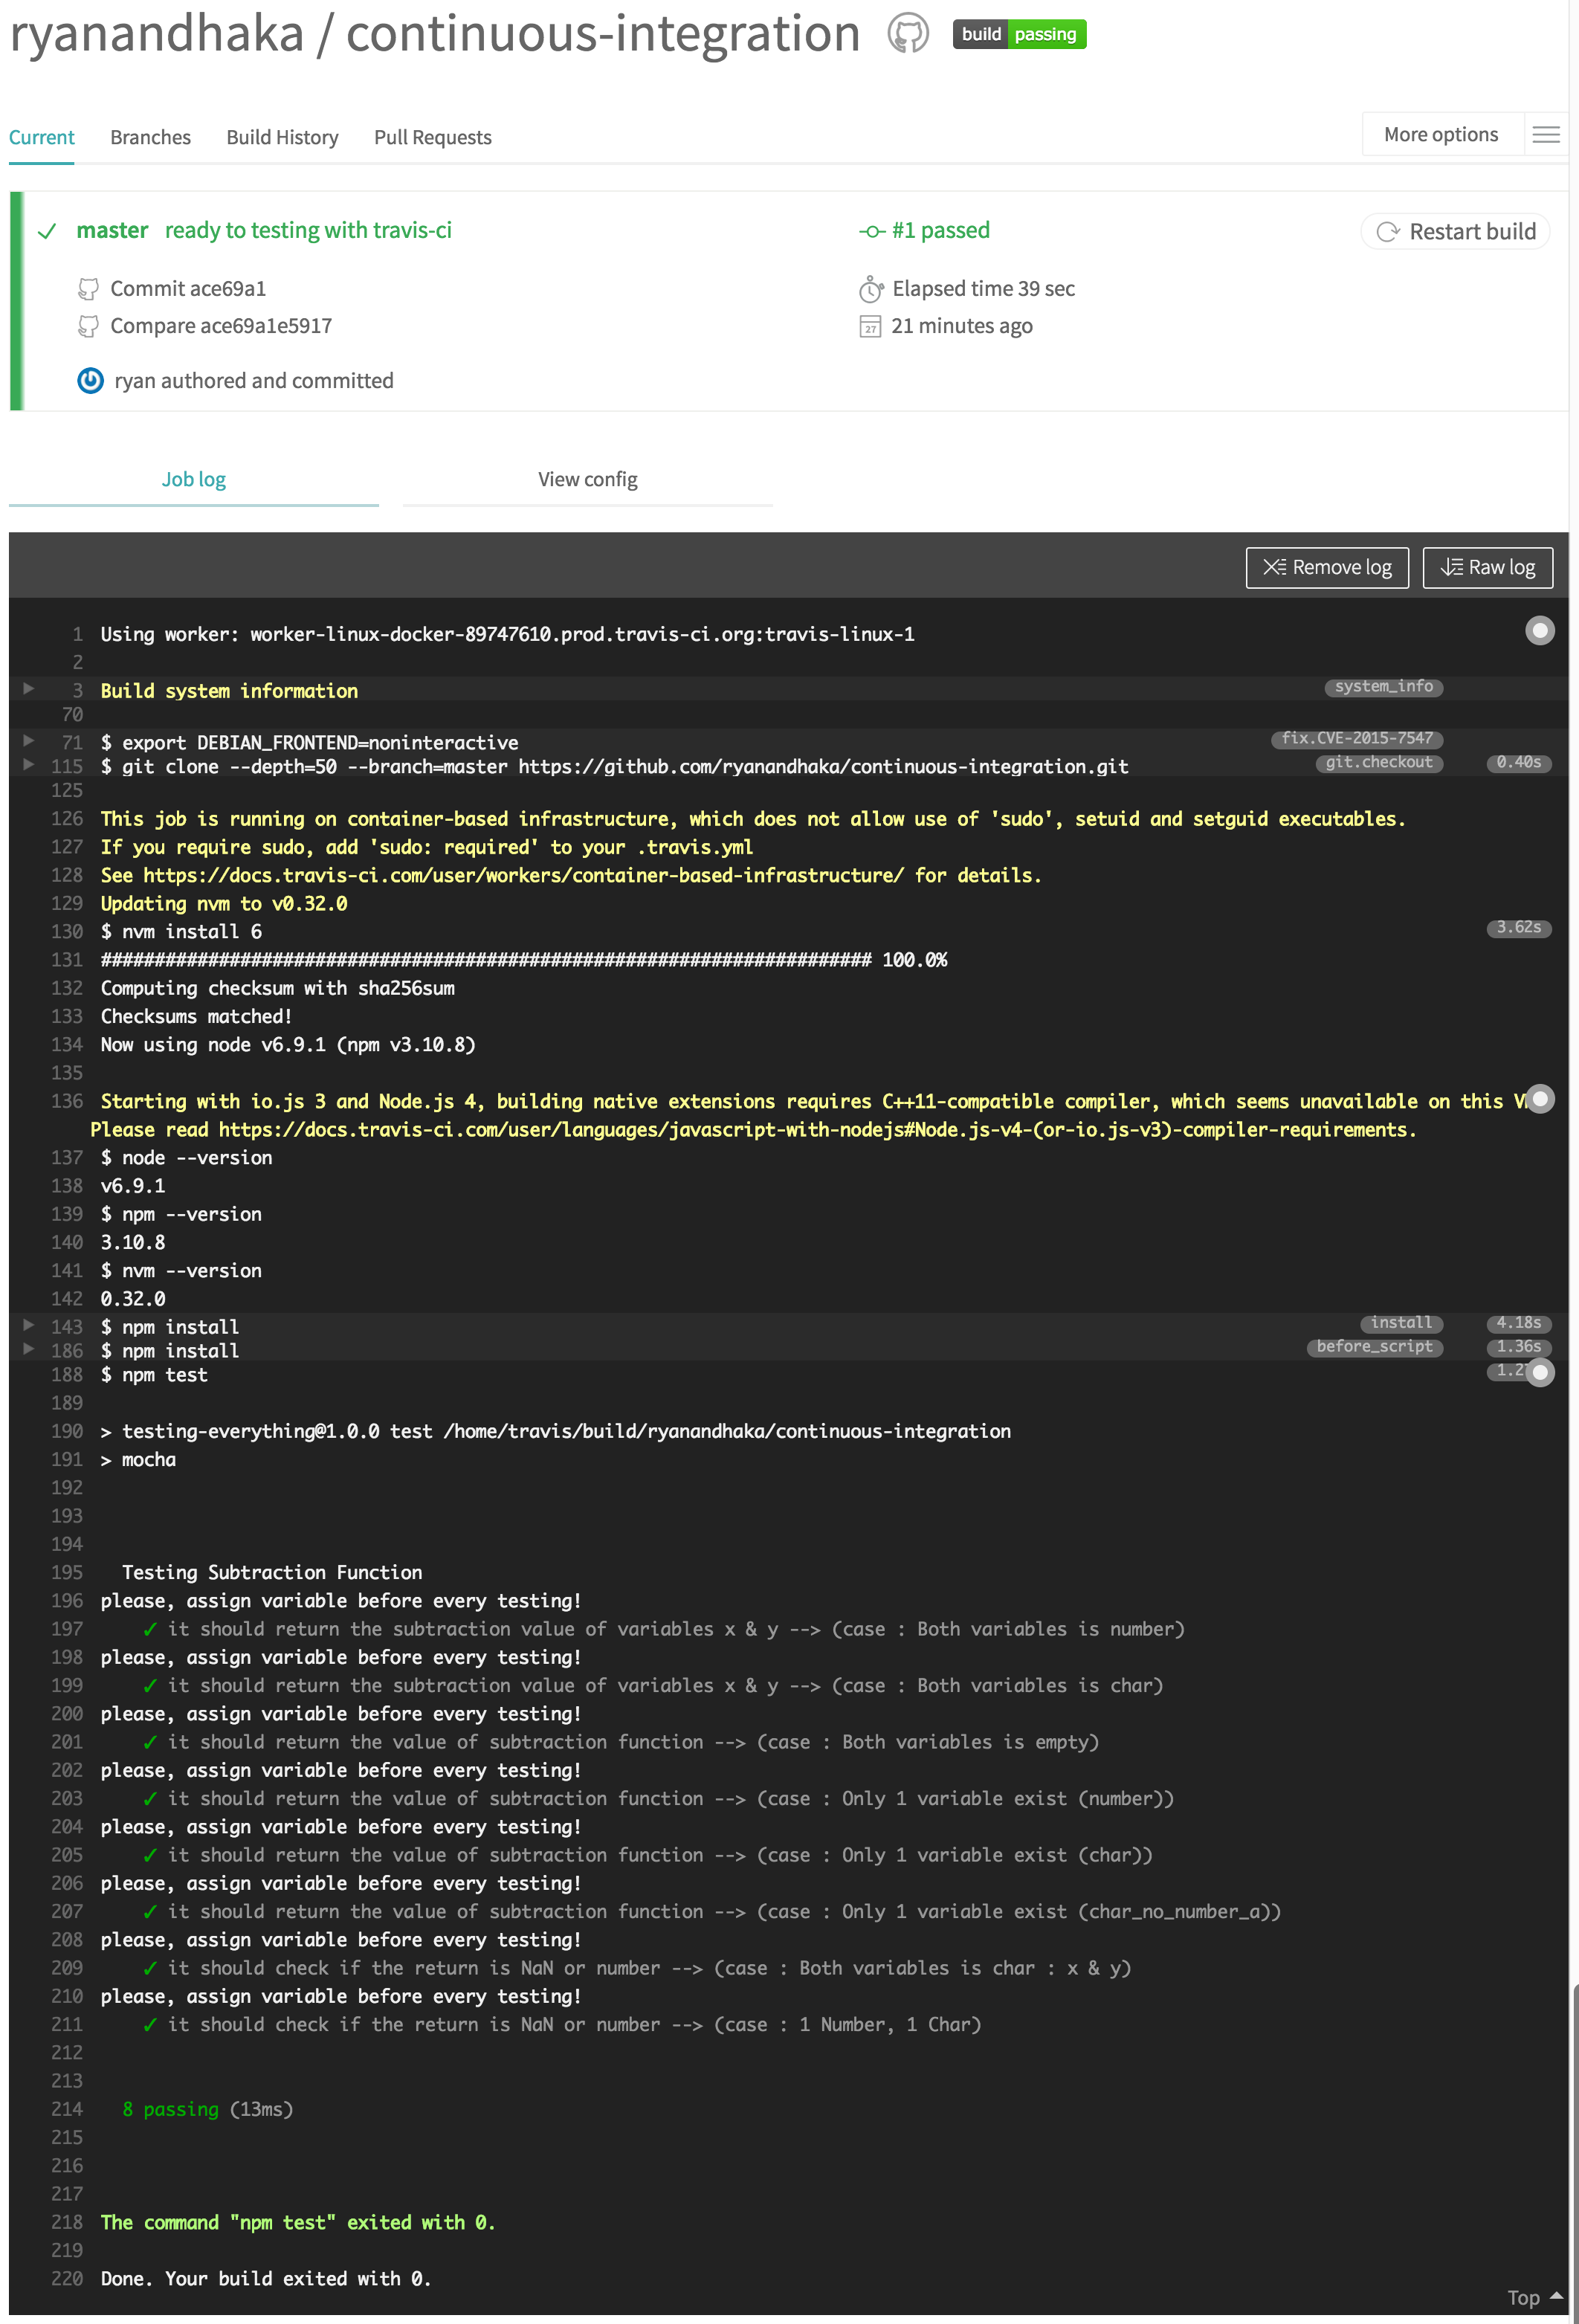 ryanandhaka / continuous-integration build passing
Current Branches Build History Pull Requests More options
master ready to testing with travis-ci #1 passed Restart build
Commit ace69a1 Elapsed time 39 sec
Compare ace69a1e5917 27 21 minutes ago
ryan authored and committed
Job log View config
Remove log Raw log
1 Using worker: worker-linux-docker-89747610.prod.travis-ci.org:travis-linux-1
2
3 Build system information system_info
70
71 $ export DEBIAN_FRONTEND=noninteractive fix.CVE-2015-7547
115 $ git clone --depth=50 --branch=master https://github.com/ryanandhaka/continuous-integration.git git.checkout 0.40s
125
126 This job is running on container-based infrastructure, which does not allow use of 'sudo', setuid and setguid executables.
127 If you require sudo, add 'sudo: required' to your .travis.yml
128 See https://docs.travis-ci.com/user/workers/container-based-infrastructure/ for details.
129 Updating nvm to v0.32.0
130 $ nvm install 6 3.62s
131 ######################################################################## 100.0%
132 Computing checksum with sha256sum
133 Checksums matched!
134 Now using node v6.9.1 (npm v3.10.8)
135
136 Starting with io.js 3 and Node.js 4, building native extensions requires C++11-compatible compiler, which seems unavailable on this
Please read https://docs.travis-ci.com/user/languages/javascript-with-nodejs#Node.js-v4-(or-io.js-v3)-compiler-requirements.
137 $ node --version
138 v6.9.1
139 $ npm --version
140 3.10.8
141 $ nvm --version
142 0.32.0
143 $ npm install install 4.18s
186 $ npm install before_script 1.36s
188 $ npm test
189
190 > testing-everything@1.0.0 test /home/travis/build/ryanandhaka/continuous-integration
191 > mocha
192
193
194
195 Testing Subtraction Function
196 please, assign variable before every testing!
197 ✓ it should return the subtraction value of variables x & y --> (case : Both variables is number)
198 please, assign variable before every testing!
199 ✓ it should return the subtraction value of variables x & y --> (case : Both variables is char)
200 please, assign variable before every testing!
201 ✓ it should return the value of subtraction function --> (case : Both variables is empty)
202 please, assign variable before every testing!
203 ✓ it should return the value of subtraction function --> (case : Only 1 variable exist (number))
204 please, assign variable before every testing!
205 ✓ it should return the value of subtraction function --> (case : Only 1 variable exist (char))
206 please, assign variable before every testing!
207 ✓ it should return the value of subtraction function --> (case : Only 1 variable exist (char_no_number_a))
208 please, assign variable before every testing!
209 ✓ it should check if the return is NaN or number --> (case : Both variables is char : x & y)
210 please, assign variable before every testing!
211 ✓ it should check if the return is NaN or number --> (case : 1 Number, 1 Char)
212
213
214 8 passing (13ms)
215
216
217
218 The command "npm test" exited with 0.
219
220 Done. Your build exited with 0.
Top